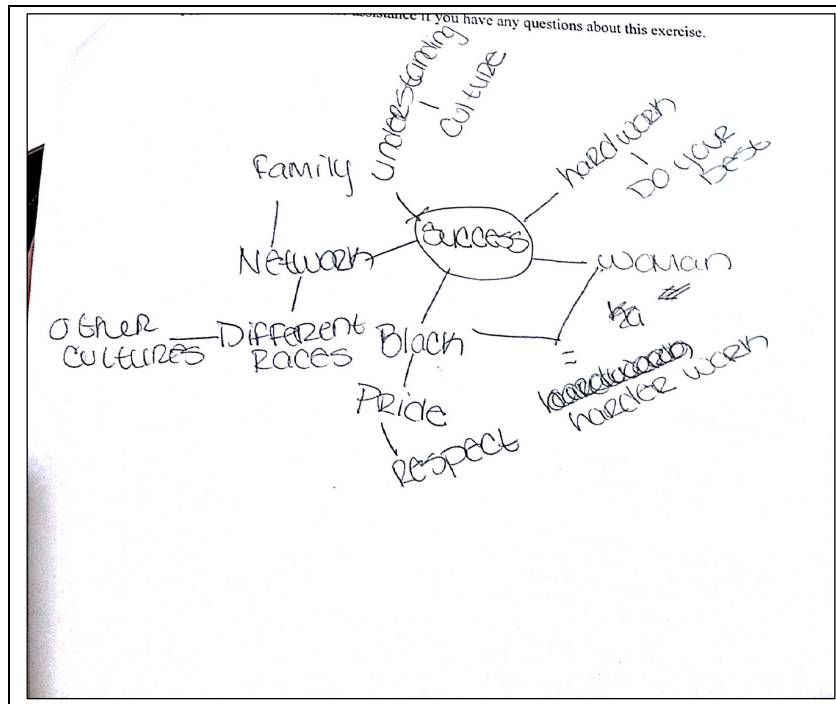 assistance if you have any questions about this exercise.
Understanding
Culture
hardwork
Do your
best
Family
Success
Network
Woman
Other
Cultures
Different
Races
Black
=
harder work
Pride
Respect